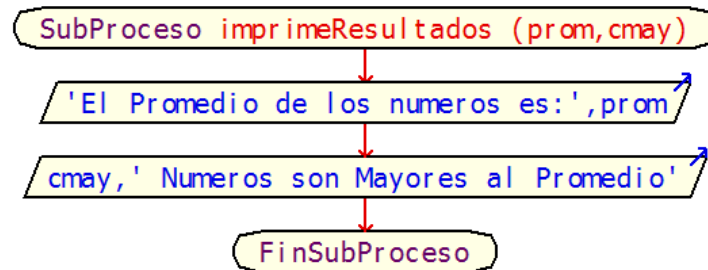 SubProceso imprimeResultados (prom,cmay)
'El Promedio de los numeros es:',prom
cmay,' Numeros son Mayores al Promedio'
FinSubProceso